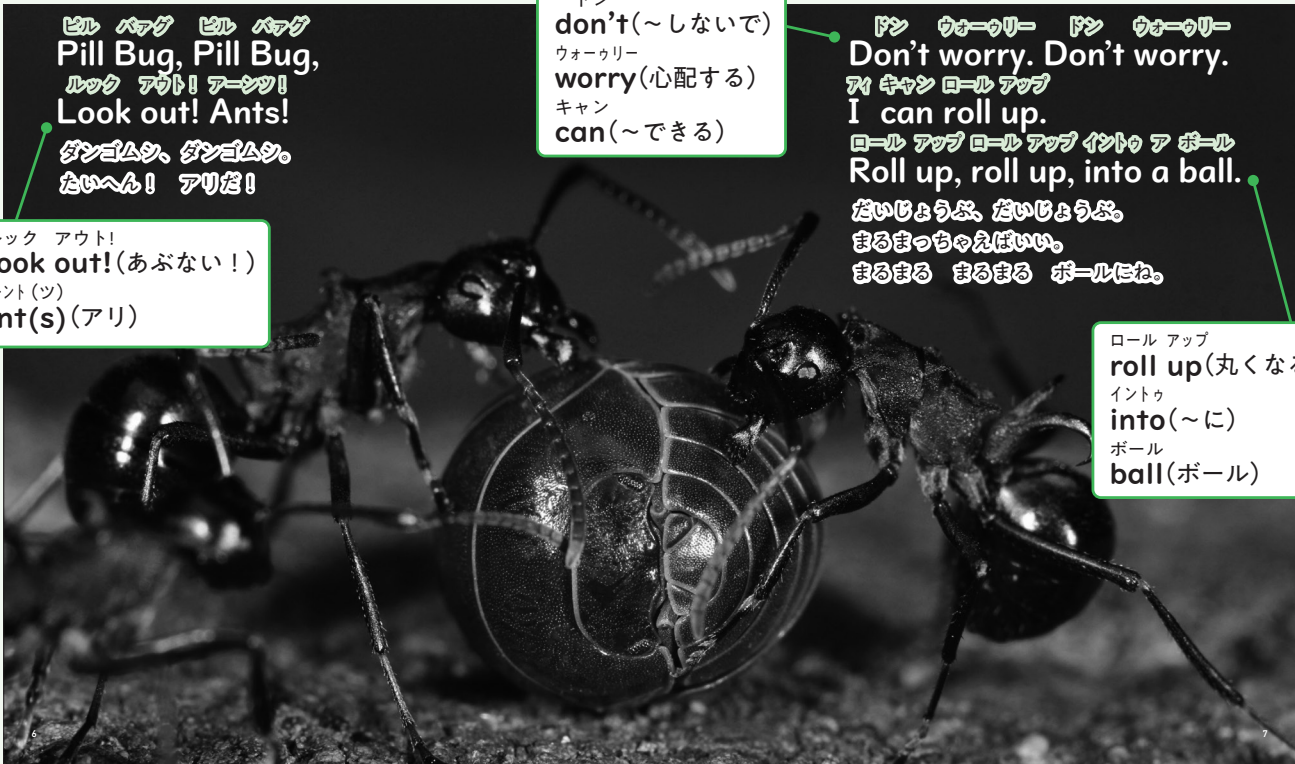 ピル バァグ ピル バァグ
Pill Bug, Pill Bug,
ルック アウト! アーンツ!
Look out! Ants!
ダンゴムシ、ダンゴムシ。
たいへん! アリだ!
ック アウト!
ook out!(あぶない!)
ント(ツ)
nt(s)(アリ)
don't(〜しないで)
ウォーゥリー
worry(心配する)
キャン
can(〜できる)
ドン ウォーゥリー ドン ウォーゥリー
Don't worry. Don't worry.
アィ キャン ロール アップ
I can roll up.
ロール アップ ロール アップ イントゥ ア ボール
Roll up, roll up, into a ball.
だいじょうぶ、だいじょうぶ。
まるまっちゃえばいい。
まるまる まるまる ボールにね。
ロール アップ
roll up(丸くな
イントゥ
into(〜に)
ボール
ball(ボール)
6
7